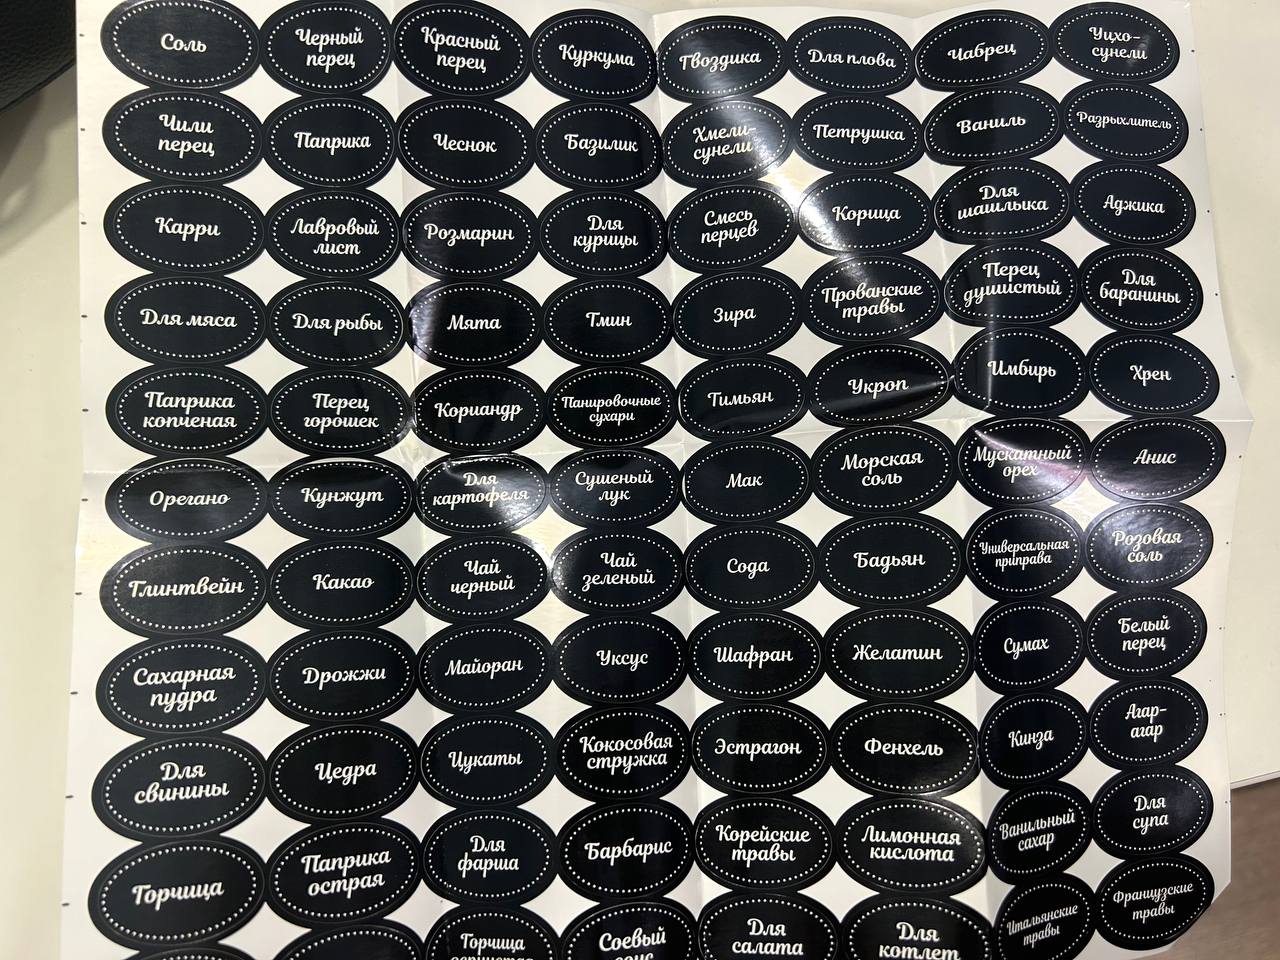 Соль
Черный
перец
Красный
перец
Куркума
Гвоздика
Для плова
Чабрец
Уцхо-
сунели
Чили
перец
Паприка
Чеснок
Базилик
Хмели-
сунели
Петрушка
Ваниль
Разрыхлитель
Карри
Лавровый
лист
Розмарин
Для
курицы
Смесь
перцев
Корица
Для
шашлыка
Аджика
Для мяса
Для рыбы
Мята
Тмин
Зира
Прованские
травы
Перец
душистый
Для
баранины
Паприка
копченая
Перец
горошек
Кориандр
Панировочные
сухари
Тимьян
Укроп
Имбирь
Хрен
Орегано
Кунжут
Для
картофеля
Сушеный
лук
Мак
Морская
соль
Мускатный
орех
Анис
Глинтвейн
Какао
Чай
черный
Чай
зеленый
Сода
Бадьян
Универсальная
приправа
Розовая
соль
Сахарная
пудра
Дрожжи
Майоран
Уксус
Шафран
Желатин
Сумах
Белый
перец
Для
свинины
Цедра
Цукаты
Кокосовая
стружка
Эстрагон
Фенхель
Кинза
Агар-
агар
Горчица
Паприка
острая
Для
фарша
Барбарис
Корейские
травы
Лимонная
кислота
Ванильный
сахар
Для
супа
Горчица
Соевый
соус
Для
салата
Для
котлет
Итальянские
травы
Французские
травы